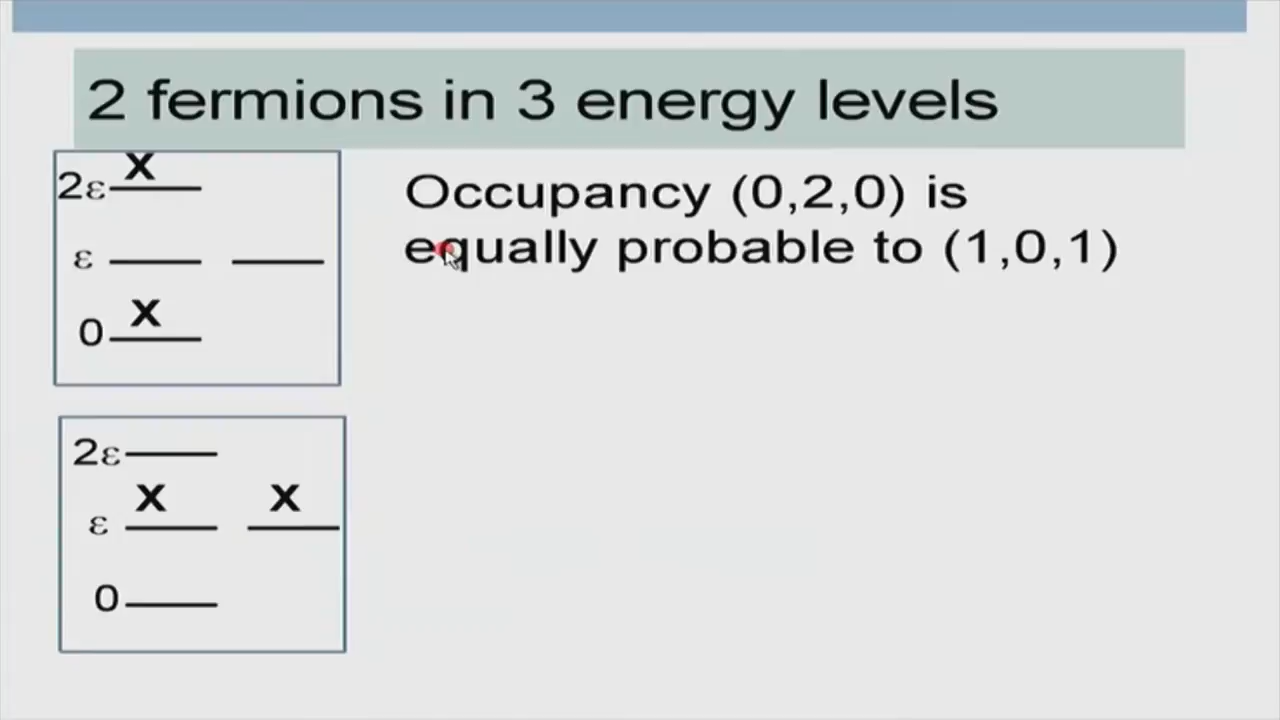 2 fermions in 3 energy levels
x
2ε
ε
x
0
Occupancy (0,2,0) is
equally probable to (1,0,1)
2ε
x x
ε
0